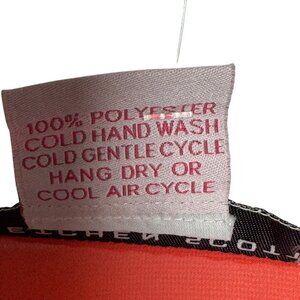 100% POLYESTER
COLD HAND WASH
COLD GENTLE CYCLE
HANG DRY OR
COOL AIR CYCLE